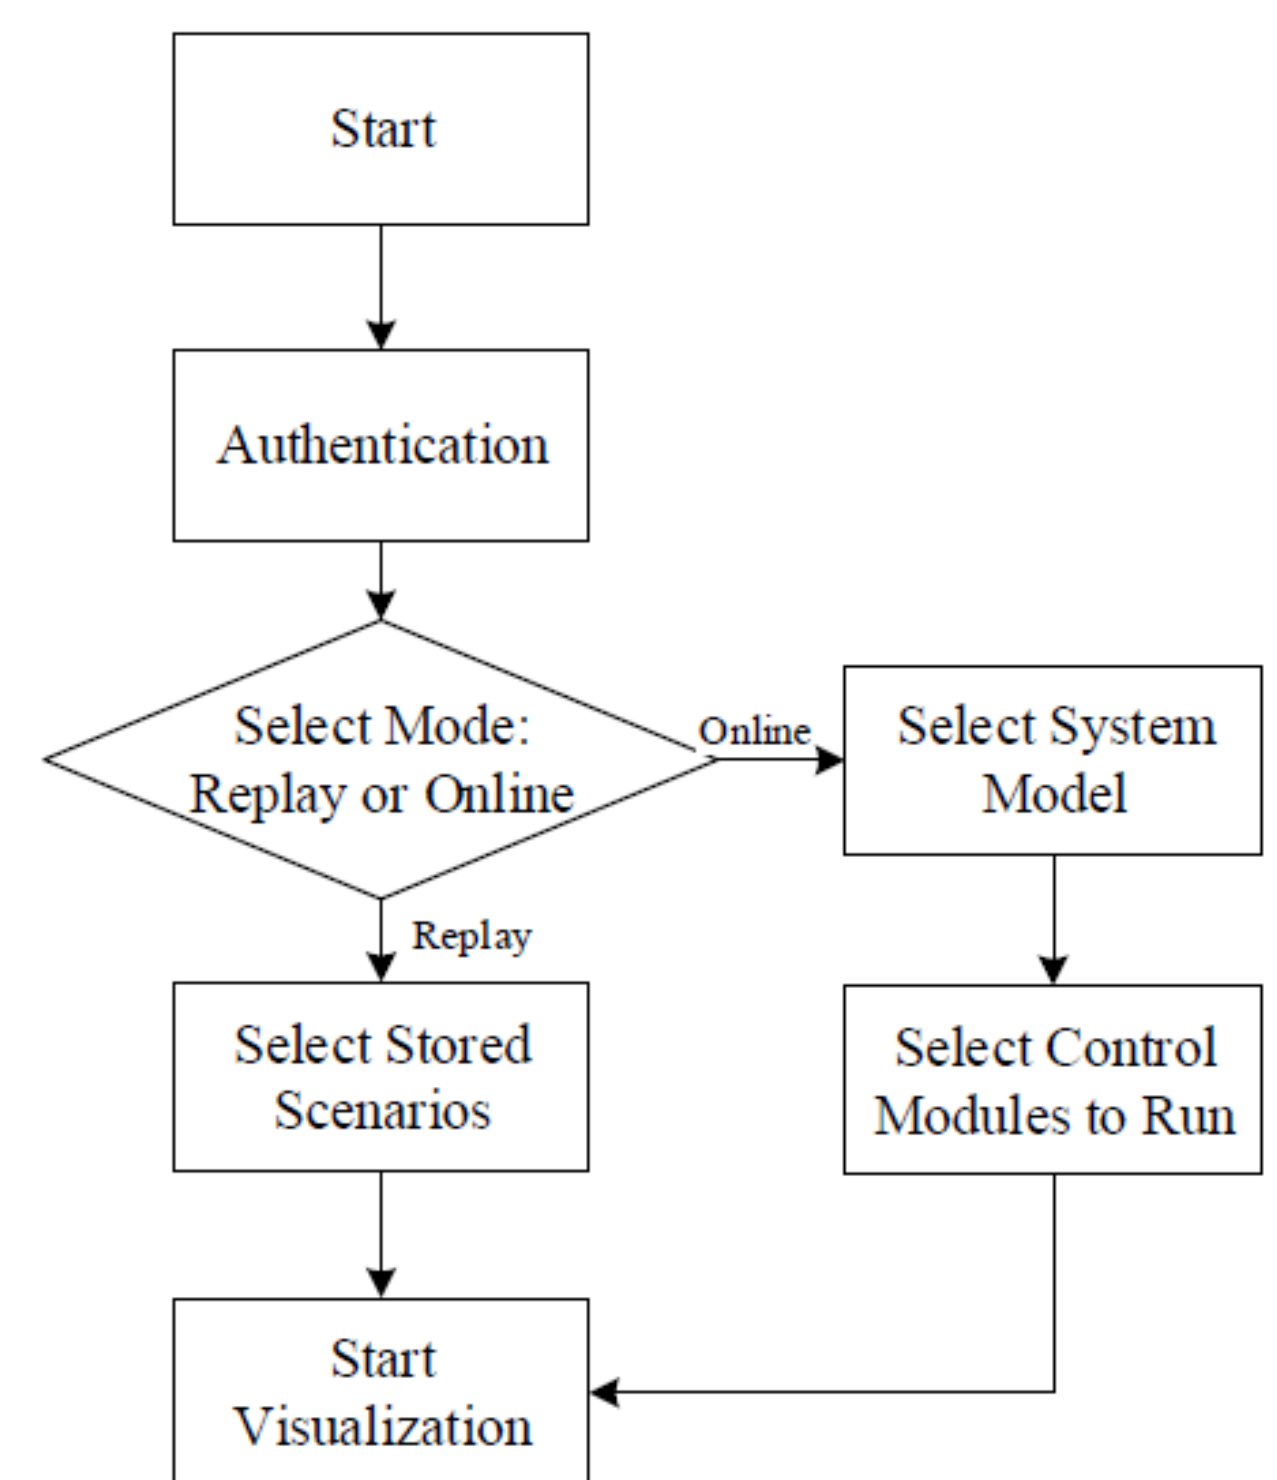 Start
Authentication
Select Mode:
Replay or Online
Online
Select System
Model
Replay
Select Stored
Scenarios
Select Control
Modules to Run
Start
Visualization